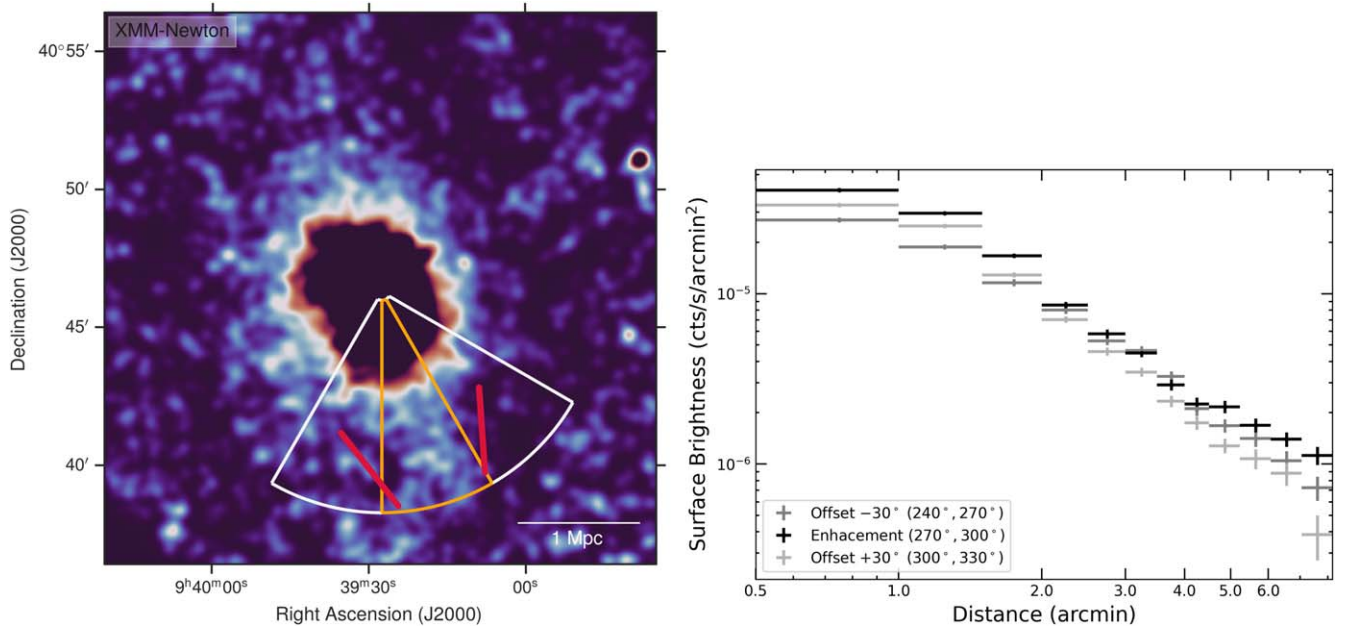 XMM-Newton
40°55′
50′
45′
40′
Declination (J2000)
1 Mpc
9ʰ40ᵐ00ˢ
39ᵐ30ˢ
00ˢ
Right Ascension (J2000)
Surface Brightness (cts/s/arcmin²)
10⁻⁵
10⁻⁶
Offset −30° (240°, 270°)
Enhacement (270°, 300°)
Offset +30° (300°, 330°)
0.5 1.0 2.0 3.0 4.0 5.0 6.0
Distance (arcmin)